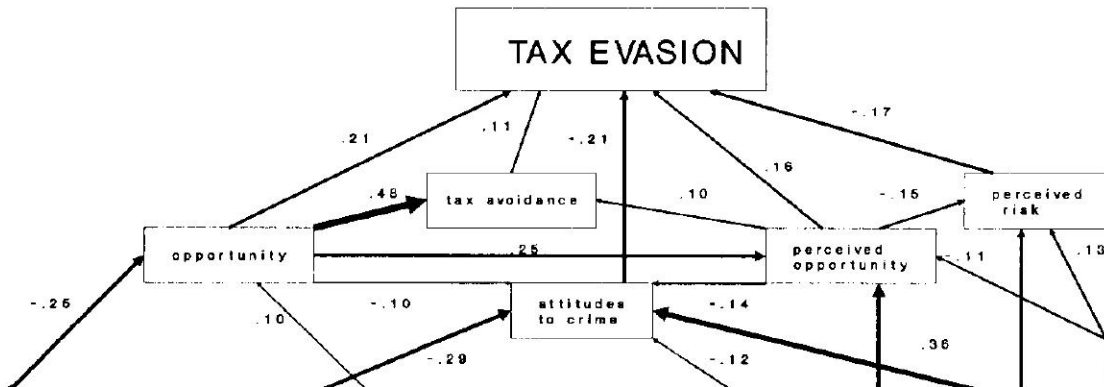 TAX EVASION
-.17
.11
-.21
.21
.16
.48
tax avoidance
.10
-.15
perceived
risk
opportunity
.25
perceived
opportunity
-.11
.13
-.25
-.10
attitudes
to crime
-.14
.10
-.29
-.12
.36